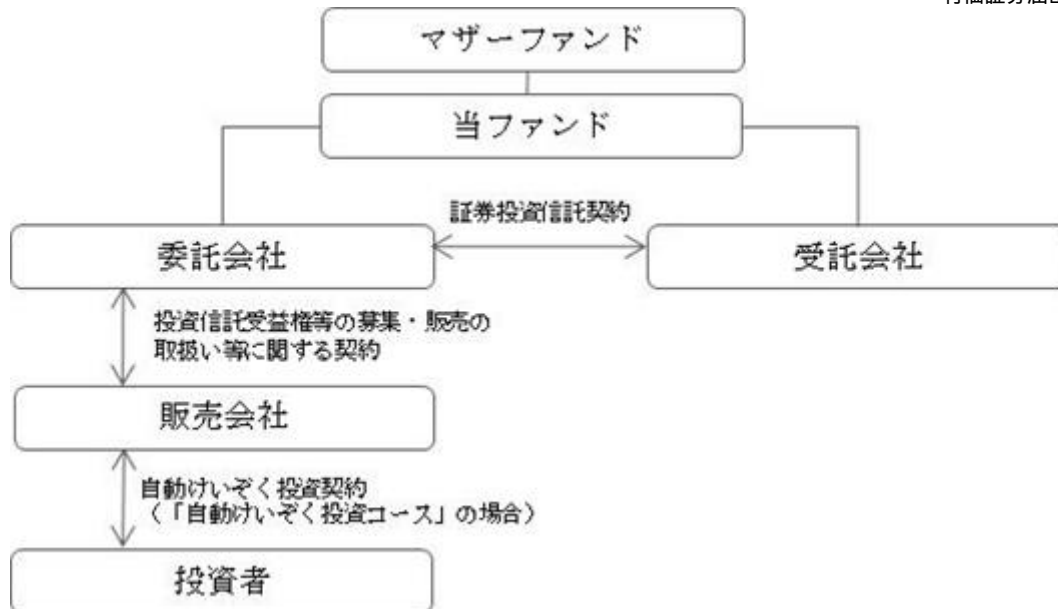 マザーファンド
当ファンド
証券投資信託契約
委託会社
受託会社
投資信託受益権等の募集・販売の
取扱い等に関する契約
販売会社
自動けいぞく投資契約
（「自動けいぞく投資コース」の場合）
投資者